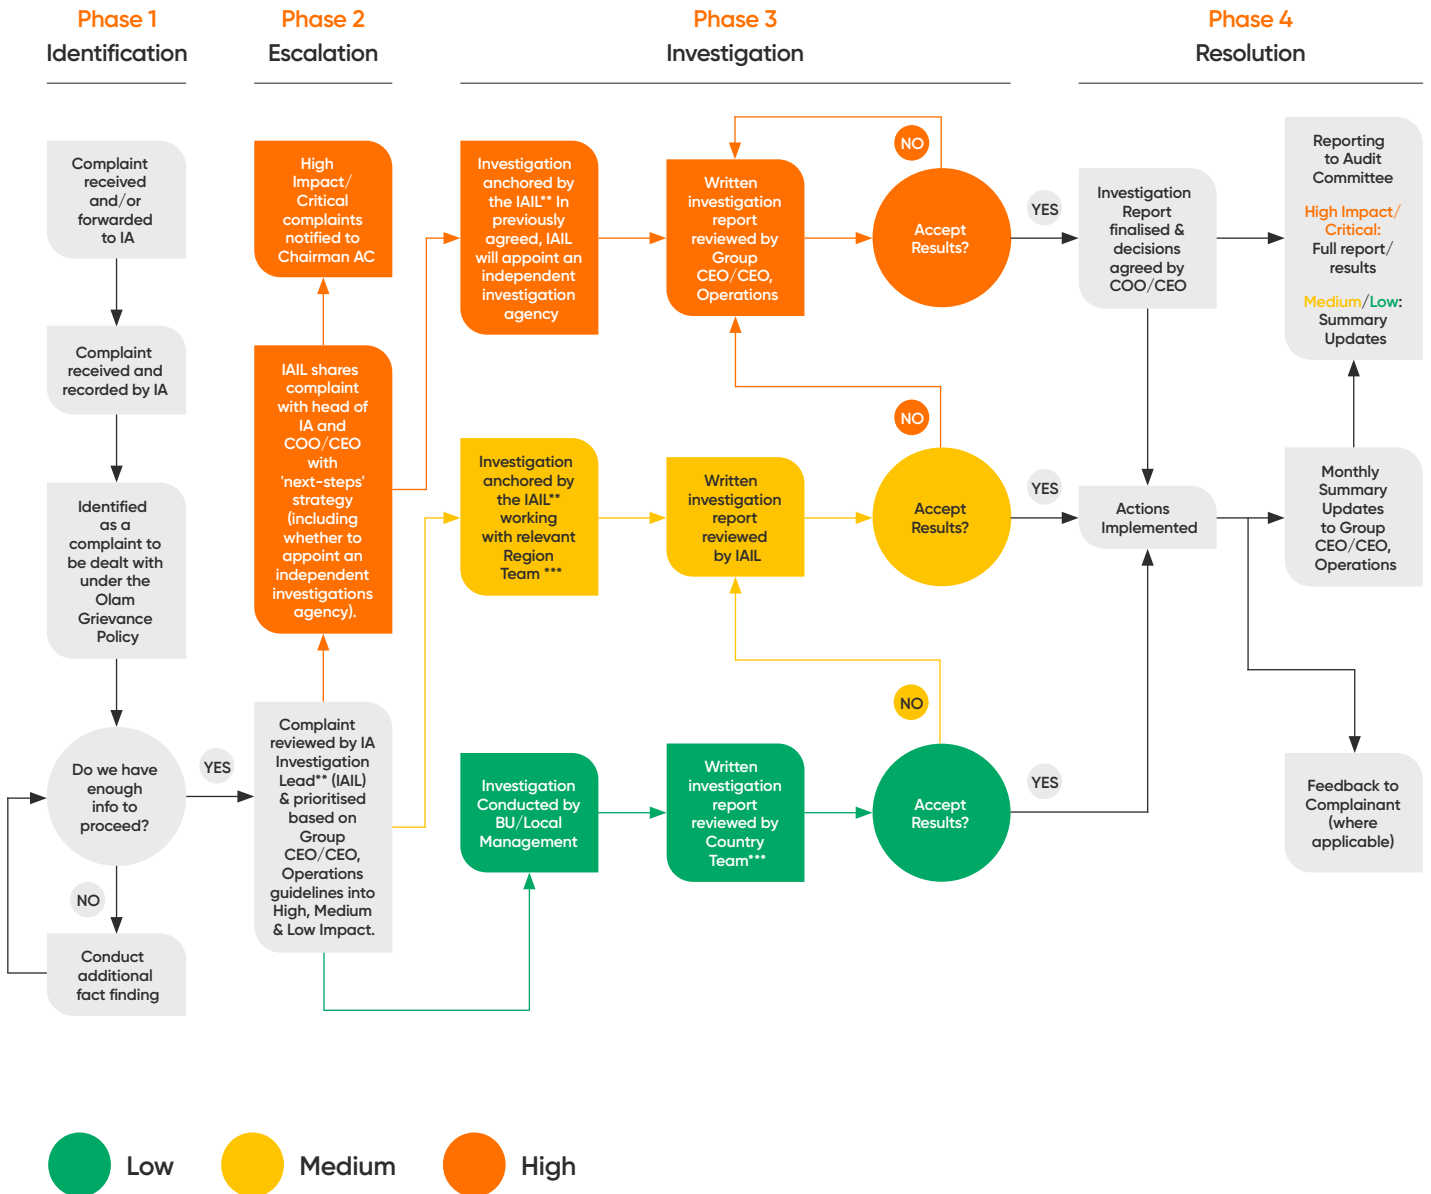 Phase 1
Identification
Phase 2
Escalation
Phase 3
Investigation
Phase 4
Resolution
Complaint
received
and/or
forwarded
to IA
Complaint
received and
recorded by IA
Identified
as a
complaint to
be dealt with
under the
Olam
Grievance
Policy
Do we have
enough
info to
proceed?
YES
NO
Conduct
additional
fact finding
High
Impact/
Critical
complaints
notified to
Chairman AC
IAIL shares
complaint
with head of
IA and
COO/CEO
with
'next-steps'
strategy
(including
whether to
appoint an
independent
investigations
agency).
Complaint
reviewed by IA
Investigation
Lead** (IAIL)
& prioritised
based on
Group
CEO/CEO,
Operations
guidelines into
High, Medium
& Low Impact.
Investigation
anchored by
the IAIL** In
previously
agreed, IAIL
will appoint an
independent
investigation
agency
Written
investigation
report
reviewed by
Group
CEO/CEO,
Operations
NO
Accept
Results?
YES
Investigation
anchored by
the IAIL**
working
with relevant
Region
Team ***
Written
investigation
report
reviewed
by IAIL
NO
Accept
Results?
YES
Investigation
Conducted by
BU/Local
Management
Written
investigation
report
reviewed by
Country
Team***
NO
Accept
Results?
YES
Investigation
Report
finalised &
decisions
agreed by
COO/CEO
Actions
Implemented
Reporting
to Audit
Committee
High Impact/
Critical:
Full report/
results
Medium/Low:
Summary
Updates
Monthly
Summary
Updates
to Group
CEO/CEO,
Operations
Feedback to
Complainant
(where
applicable)
Low
Medium
High